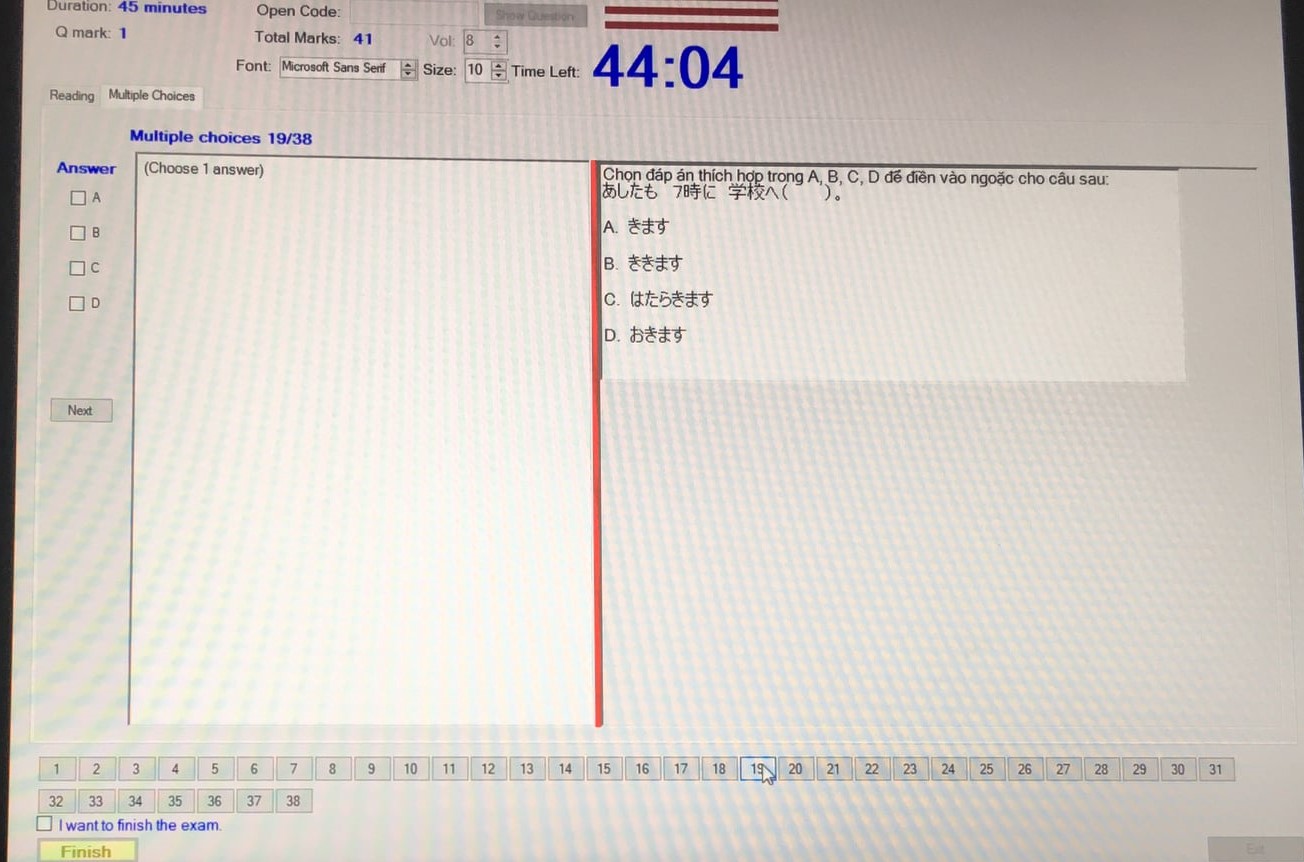 Duration: 45 minutes
Q mark: 1
Open Code:
Show Question
Total Marks: 41
Vol: 8
Font: Microsoft Sans Serif
Size: 10
Time Left: 44:04
Reading
Multiple Choices
Multiple choices 19/38
Answer
A
B
C
D
Next
(Choose 1 answer)
Chọn đáp án thích hợp trong A, B, C, D để điền vào ngoặc cho câu sau:
あしたも 7時に 学校へ( )。
A. きます
B. ききます
C. はたらきます
D. おきます
1 2 3 4 5 6 7 8 9 10 11 12 13 14 15 16 17 18 19 20 21 22 23 24 25 26 27 28 29 30 31
32 33 34 35 36 37 38
I want to finish the exam.
Finish
Exit